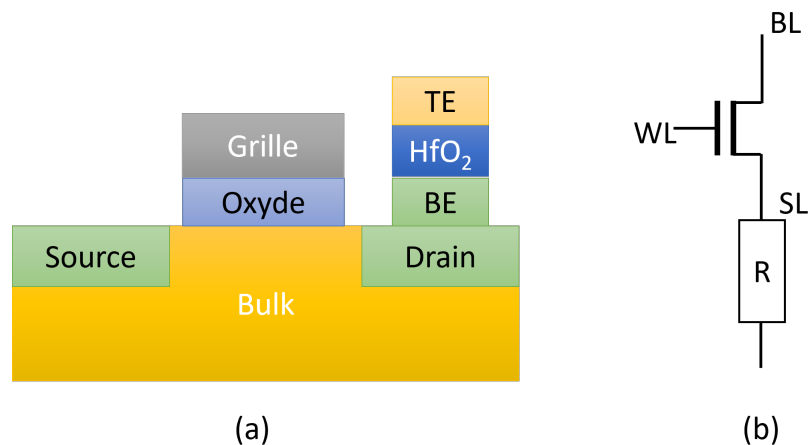 TE
Grille
HfO₂
Oxyde
BE
Source
Drain
Bulk
(a)
BL
WL
SL
R
(b)